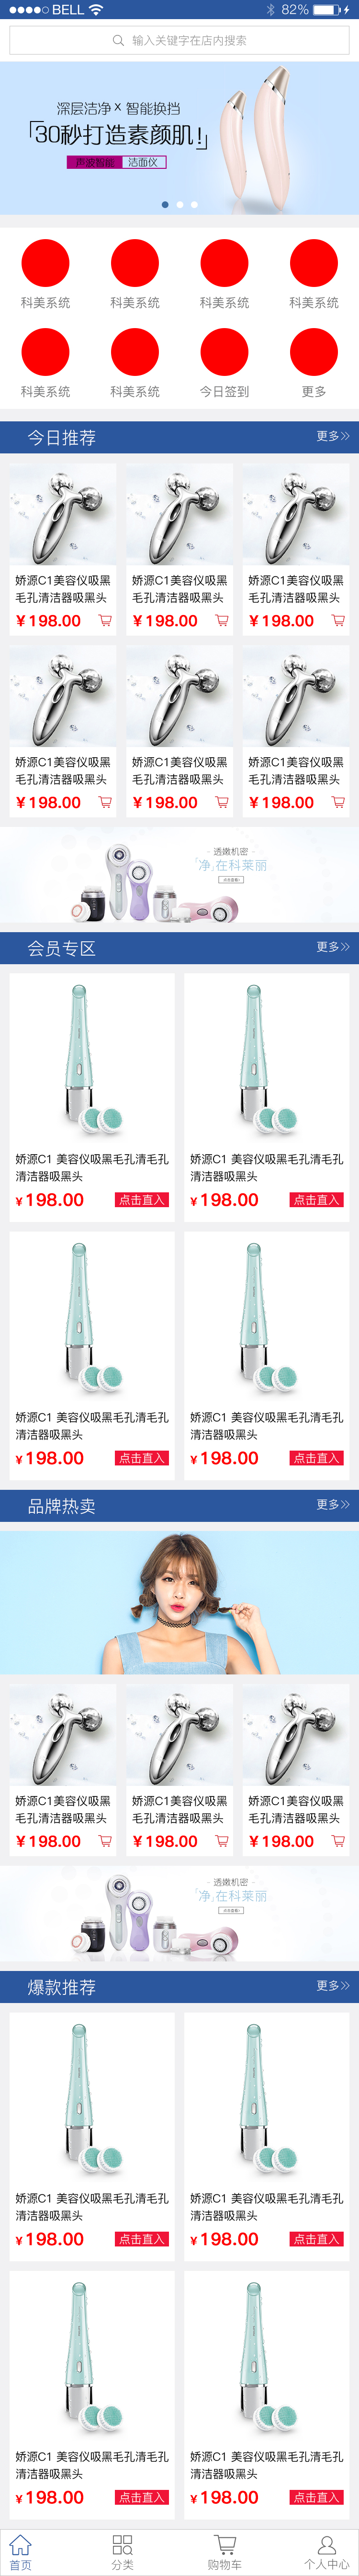 BELL 82%
输入关键字在店内搜索
深层洁净 x 智能换挡
「30秒打造素颜肌!」
声波智能 洁面仪
科美系统 科美系统 科美系统 科美系统
科美系统 科美系统 今日签到 更多
今日推荐 更多
娇源C1美容仪吸黑 娇源C1美容仪吸黑 娇源C1美容仪吸黑
毛孔清洁器吸黑头 毛孔清洁器吸黑头 毛孔清洁器吸黑头
¥198.00 ¥198.00 ¥198.00
娇源C1美容仪吸黑 娇源C1美容仪吸黑 娇源C1美容仪吸黑
毛孔清洁器吸黑头 毛孔清洁器吸黑头 毛孔清洁器吸黑头
¥198.00 ¥198.00 ¥198.00
- 透嫩机密 -
「净」在科莱丽
会员专区 更多
娇源C1 美容仪吸黑毛孔清毛孔 娇源C1 美容仪吸黑毛孔清毛孔
清洁器吸黑头 清洁器吸黑头
¥198.00 点击直入 ¥198.00 点击直入
娇源C1 美容仪吸黑毛孔清毛孔 娇源C1 美容仪吸黑毛孔清毛孔
清洁器吸黑头 清洁器吸黑头
¥198.00 点击直入 ¥198.00 点击直入
品牌热卖 更多
娇源C1美容仪吸黑 娇源C1美容仪吸黑 娇源C1美容仪吸黑
毛孔清洁器吸黑头 毛孔清洁器吸黑头 毛孔清洁器吸黑头
¥198.00 ¥198.00 ¥198.00
- 透嫩机密 -
「净」在科莱丽
爆款推荐 更多
娇源C1 美容仪吸黑毛孔清毛孔 娇源C1 美容仪吸黑毛孔清毛孔
清洁器吸黑头 清洁器吸黑头
¥198.00 点击直入 ¥198.00 点击直入
娇源C1 美容仪吸黑毛孔清毛孔 娇源C1 美容仪吸黑毛孔清毛孔
清洁器吸黑头 清洁器吸黑头
¥198.00 点击直入 ¥198.00 点击直入
首页 分类 购物车 个人中心